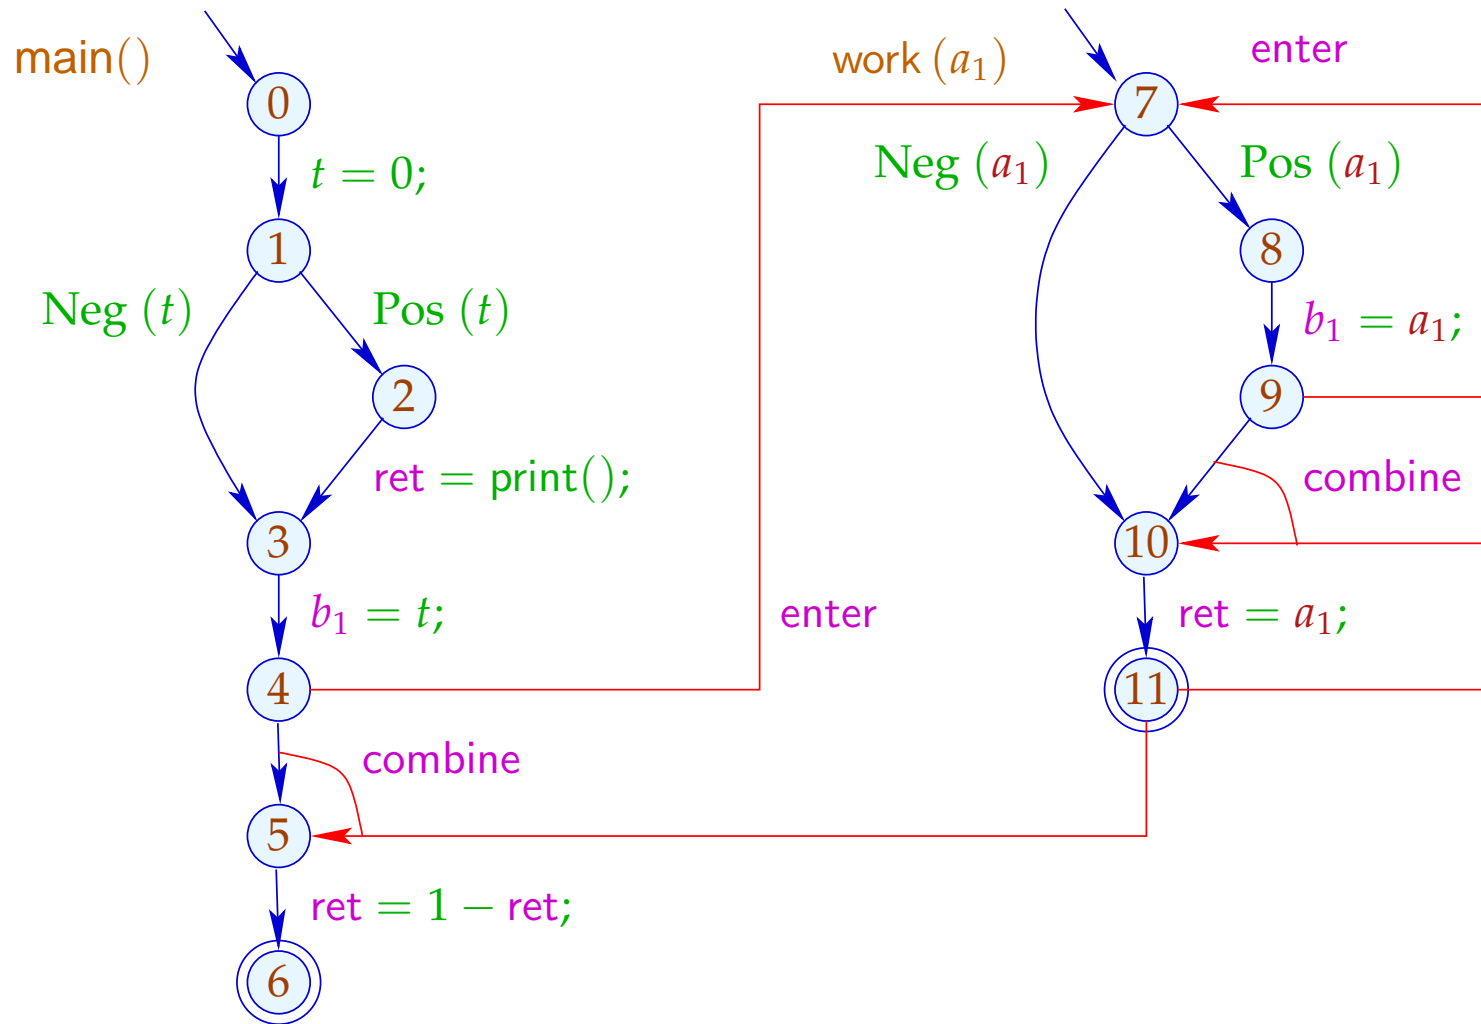 main()
0
t = 0;
1
Neg (t)
Pos (t)
2
ret = print();
3
b₁ = t;
4
enter
combine
5
ret = 1 − ret;
6
work (a₁)
7
enter
Neg (a₁)
Pos (a₁)
8
b₁ = a₁;
9
combine
10
ret = a₁;
11